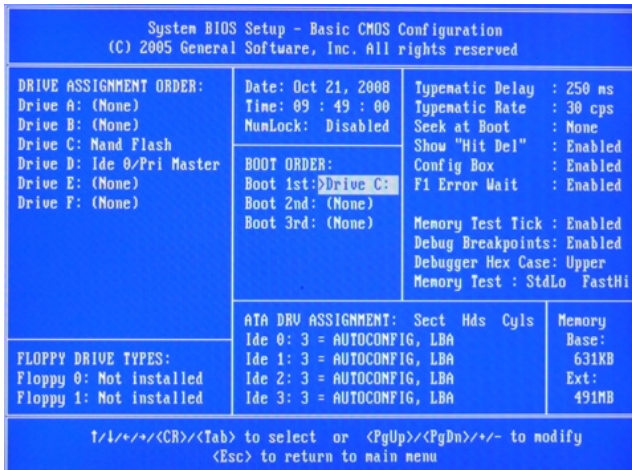 System BIOS Setup - Basic CMOS Configuration
(C) 2005 General Software, Inc. All rights reserved
DRIVE ASSIGNMENT ORDER:
Drive A: (None)
Drive B: (None)
Drive C: Nand Flash
Drive D: Ide 0/Pri Master
Drive E: (None)
Drive F: (None)
Date: Oct 21, 2008
Time: 09 : 49 : 00
NumLock: Disabled
BOOT ORDER:
Boot 1st: >Drive C:
Boot 2nd: (None)
Boot 3rd: (None)
Typematic Delay : 250 ms
Typematic Rate : 30 cps
Seek at Boot : None
Show "Hit Del" : Enabled
Config Box : Enabled
F1 Error Wait : Enabled
Memory Test Tick : Enabled
Debug Breakpoints: Enabled
Debugger Hex Case: Upper
Memory Test : StdLo FastHi
FLOPPY DRIVE TYPES:
Floppy 0: Not installed
Floppy 1: Not installed
ATA DRV ASSIGNMENT: Sect Hds Cyls
Ide 0: 3 = AUTOCONFIG, LBA
Ide 1: 3 = AUTOCONFIG, LBA
Ide 2: 3 = AUTOCONFIG, LBA
Ide 3: 3 = AUTOCONFIG, LBA
Memory
Base:
631KB
Ext:
491MB
↑/↓/←/→/<CR>/<Tab> to select or <PgUp>/<PgDn>/+/- to modify
<Esc> to return to main menu